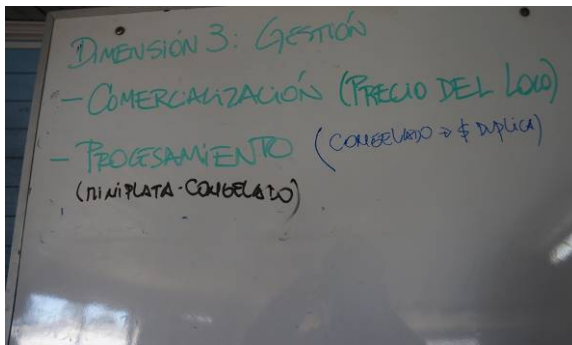 DIMENSIÓN 3: GESTIÓN
- COMERCIALIZACIÓN (PRECIO DEL LOCO)
- PROCESAMIENTO (CONGELADO → $ DUPLICA)
(MINIPLATA - CONGELADO)